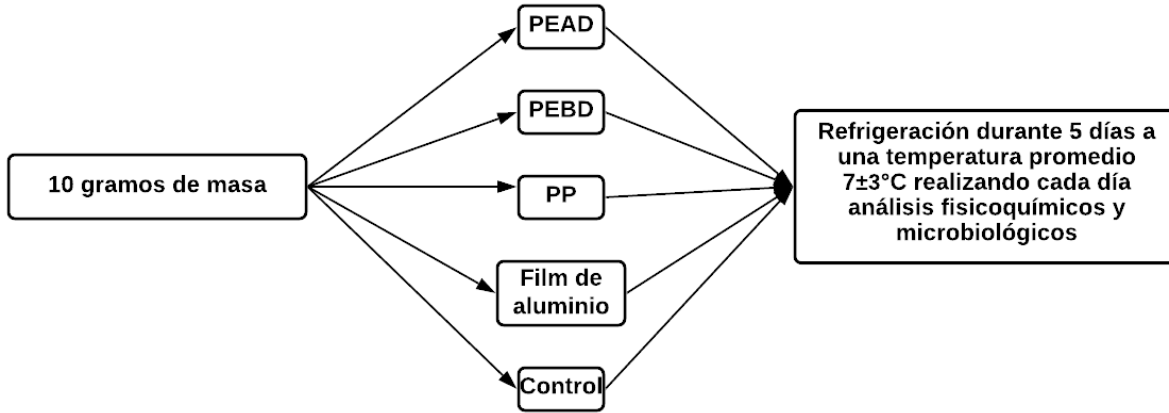 10 gramos de masa
PEAD
PEBD
PP
Film de
aluminio
Control
Refrigeración durante 5 días a
una temperatura promedio
7±3°C realizando cada día
análisis fisicoquímicos y
microbiológicos